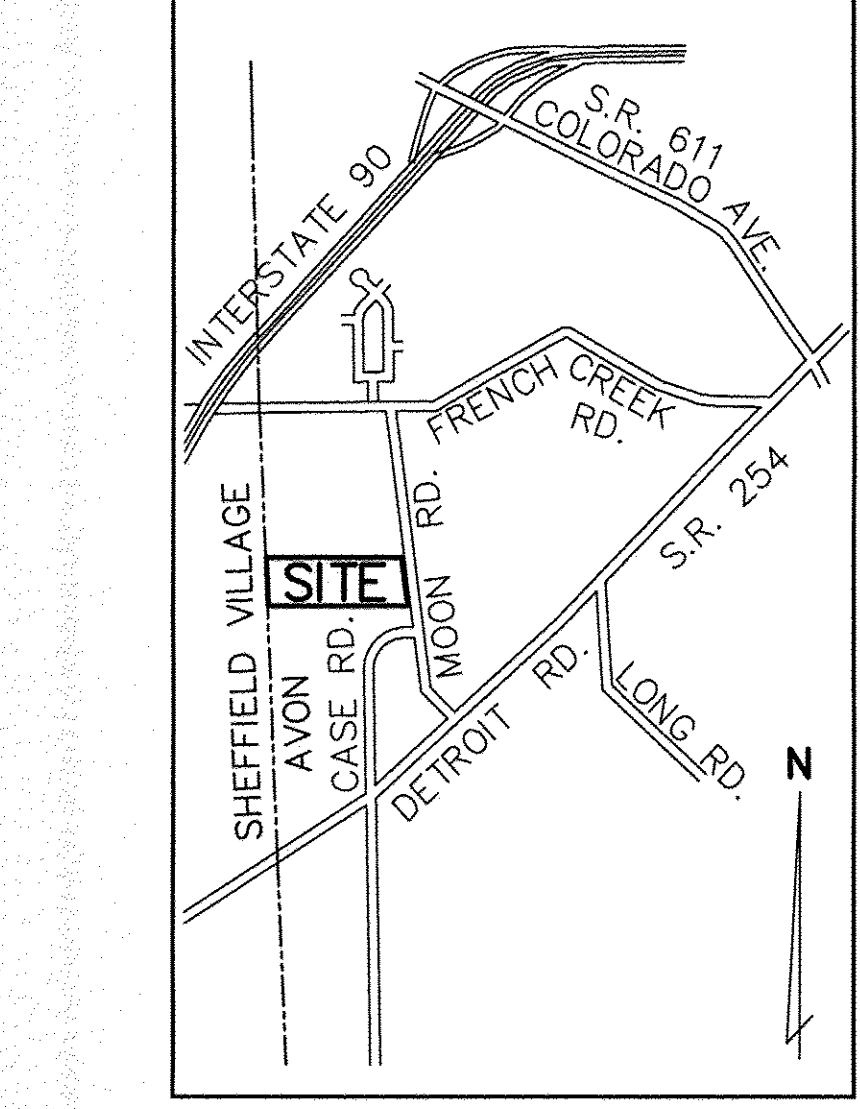 S.R. 611
COLORADO AVE.
INTERSTATE 90
FRENCH CREEK
RD.
S.R. 254
SHEFFIELD VILLAGE
AVON
SITE
MOON RD.
CASE RD.
DETROIT RD.
LONG RD.
N